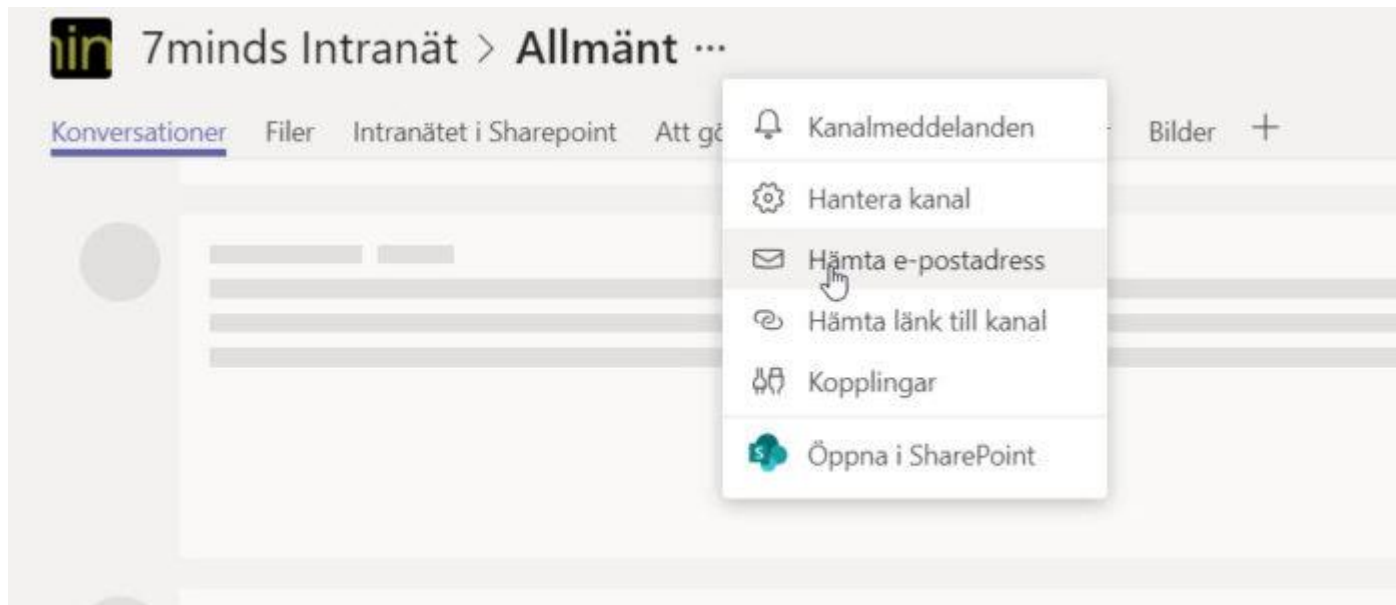 7minds Intranät > Allmänt ···
Konversationer Filer Intranätet i Sharepoint Att Bilder +
Kanalmeddelanden
Hantera kanal
Hämta e-postadress
Hämta länk till kanal
Kopplingar
Öppna i SharePoint